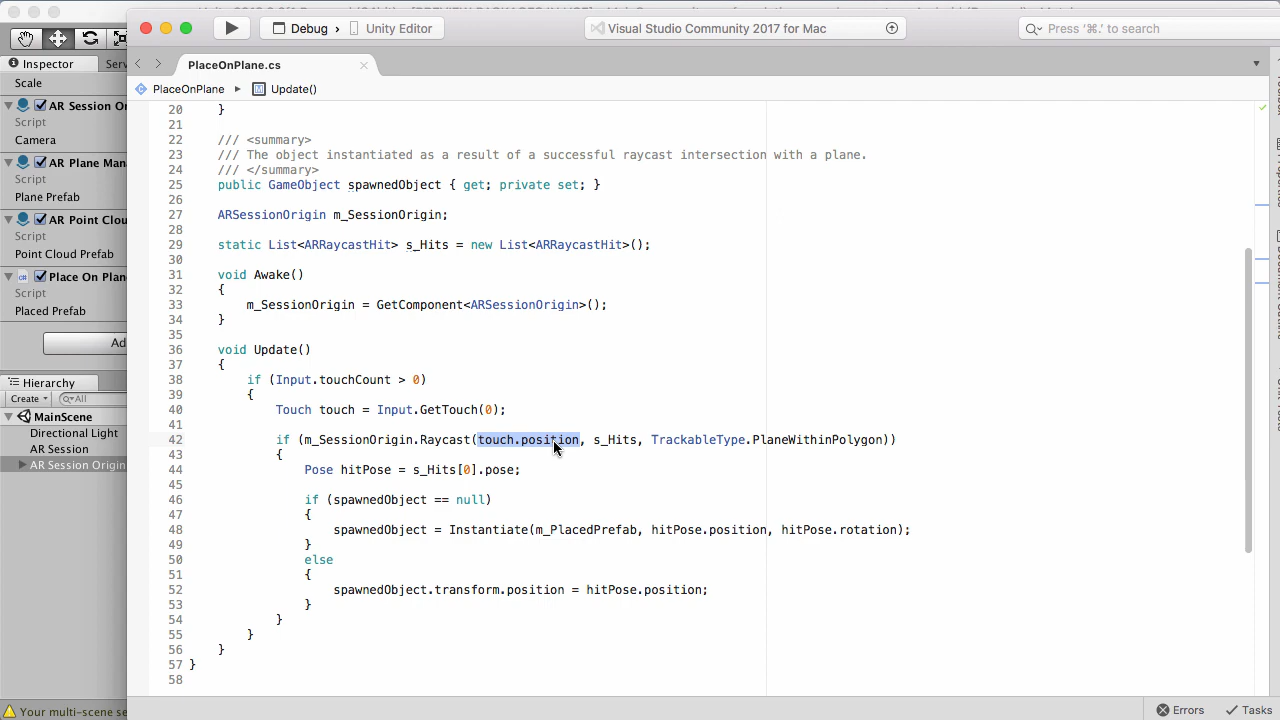 Debug › Unity Editor
Visual Studio Community 2017 for Mac
Press '⌘.' to search
Inspector
Scale
AR Session
Script
Camera
AR Plane
Script
Plane Prefab
AR Point
Script
Point Cloud Prefab
Place On
Script
Placed Prefab
Hierarchy
Create
All
MainScene
Directional Light
AR Session
AR Session Origin
Your multi-scene
PlaceOnPlane.cs
PlaceOnPlane ▸ Update()
20 }
21
22 /// <summary>
23 /// The object instantiated as a result of a successful raycast intersection with a plane.
24 /// </summary>
25 public GameObject spawnedObject { get; private set; }
26
27 ARSessionOrigin m_SessionOrigin;
28
29 static List<ARRaycastHit> s_Hits = new List<ARRaycastHit>();
30
31 void Awake()
32 {
33 m_SessionOrigin = GetComponent<ARSessionOrigin>();
34 }
35
36 void Update()
37 {
38 if (Input.touchCount > 0)
39 {
40 Touch touch = Input.GetTouch(0);
41
42 if (m_SessionOrigin.Raycast(touch.position, s_Hits, TrackableType.PlaneWithinPolygon))
43 {
44 Pose hitPose = s_Hits[0].pose;
45
46 if (spawnedObject == null)
47 {
48 spawnedObject = Instantiate(m_PlacedPrefab, hitPose.position, hitPose.rotation);
49 }
50 else
51 {
52 spawnedObject.transform.position = hitPose.position;
53 }
54 }
55 }
56 }
57 }
58
Errors
Tasks